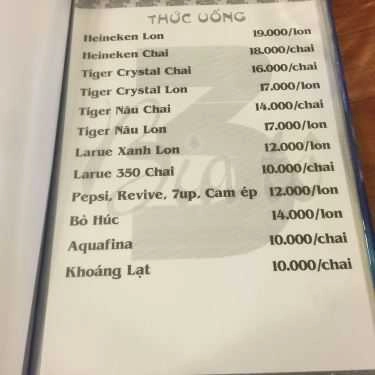 THỨC UỐNG
Heineken Lon 19.000/lon
Heineken Chai 18.000/chai
Tiger Crystal Chai 16.000/chai
Tiger Crystal Lon 17.000/lon
Tiger Nâu Chai 14.000/chai
Tiger Nâu Lon 17.000/lon
Larue Xanh Lon 12.000/lon
Larue 350 Chai 10.000/chai
Pepsi, Revive, 7up, Cam ép 12.000/lon
Bò Húc 14.000/lon
Aquafina 10.000/chai
Khoáng Lạt 10.000/chai